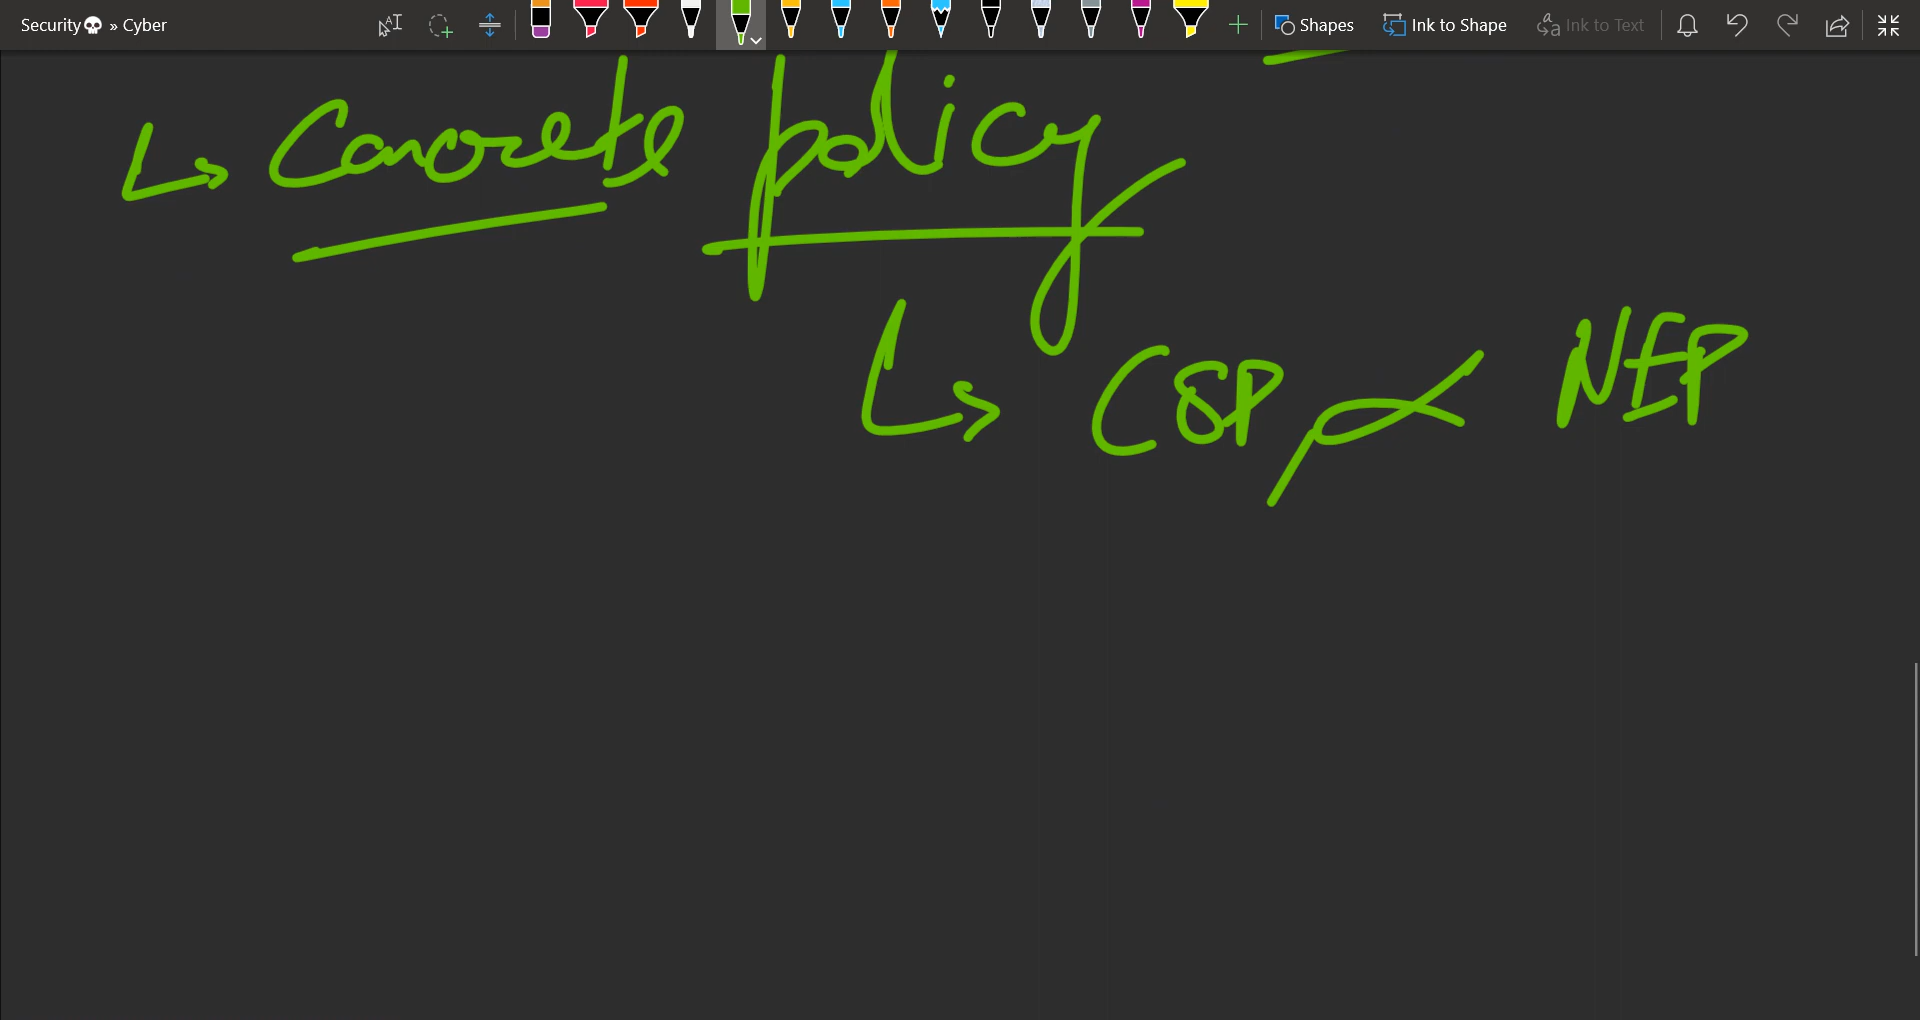 Security💀 » Cyber
Shapes Ink to Shape Ink to Text
↳ Concrete policy
↳ CSP & NEP